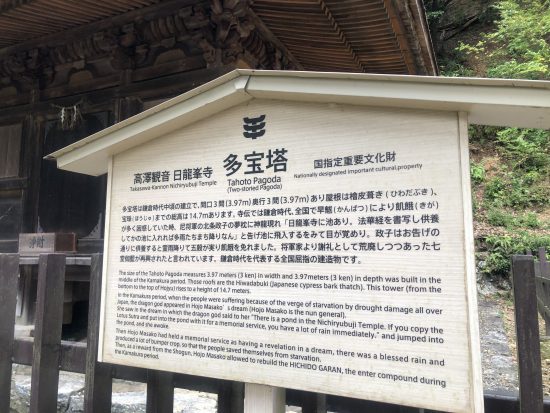 高澤観音 日龍峯寺
Takasawa-Kannon Nichiryubuji Temple
多宝塔
Tahoto Pagoda
(Two-storied Pagoda)
国指定重要文化財
Nationally designated important cultural property
多宝塔は鎌倉時代中頃の建立で、間口3間(3.97m)奥行3間(3.97m)あり屋根は檜皮葺き(ひわだぶき)、
宝珠(ほうしゅ)までの総高は14.7mあります。寺伝では鎌倉時代、全国で旱魃(かんばつ)により飢餓(きが)
が多く困惑していた時、尼将軍の北条政子の夢枕に神龍現れ「日龍峯寺に池あり。法華経を書写し供養
してかの池に入れれば多雨たちまち降りなん」と告げ池に飛入するをみて目が覚めり。政子はお告げの
通りに供養すると霊雨降りて五穀が実り飢餓を免れました。将軍家より謝礼として荒廃しつつあった七
堂伽藍が再興されたと言われています。鎌倉時代を代表する全国屈指の建造物です。
The size of the Tahoto Pagoda measures 3.97 meters (3 ken) in width and 3.97meters (3 ken) in depth was built in the
middle of the Kamakura period. Those roofs are the Hiwadabuki (Japanese cypress bark thatch). This tower (from the
bottom to the top of Hojyu) rises to a height of 14.7 meters.
In the Kamakura period, when the people were suffering because of the verge of starvation by drought damage all over
Japan, the dragon god appeared in Hojo Masako's dream (Hojo Masako is the nun general).
She saw in the dream in which the dragon god said to her "There is a pond in the Nichiryubuji Temple. If you copy the
Lotus Sutra and put into the pond with it for a memorial service, you have a lot of rain immediately." and jumped into
the pond, and she awoke.
Then Hojo Masako had held a memorial service as having a revelation in a dream, there was a blessed rain and
produced a lot of bumper crop, so that the people saved themselves from starvation.
Then, as a reward from the Shogun, Hojo Masako allowed to rebuild the HICHIDO GARAN, the enter compound during
the Kamakura period.